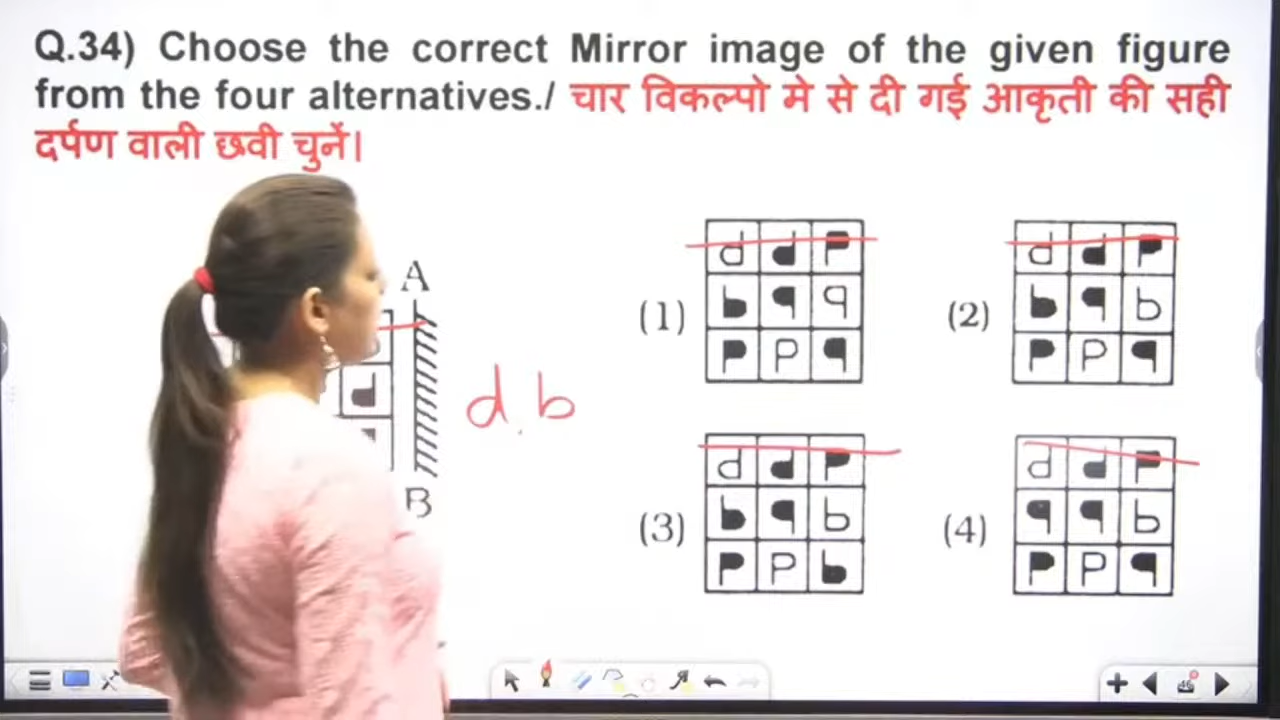 Q.34) Choose the correct Mirror image of the given figure
from the four alternatives./ चार विकल्पो मे से दी गई आकृती की सही
दर्पण वाली छवी चुनें।
A
B
d b
(1)
d d P
b q q
P P q
(2)
d d P
b q b
P P q
(3)
d d P
b q b
P P b
(4)
d d P
q q b
P P q
d